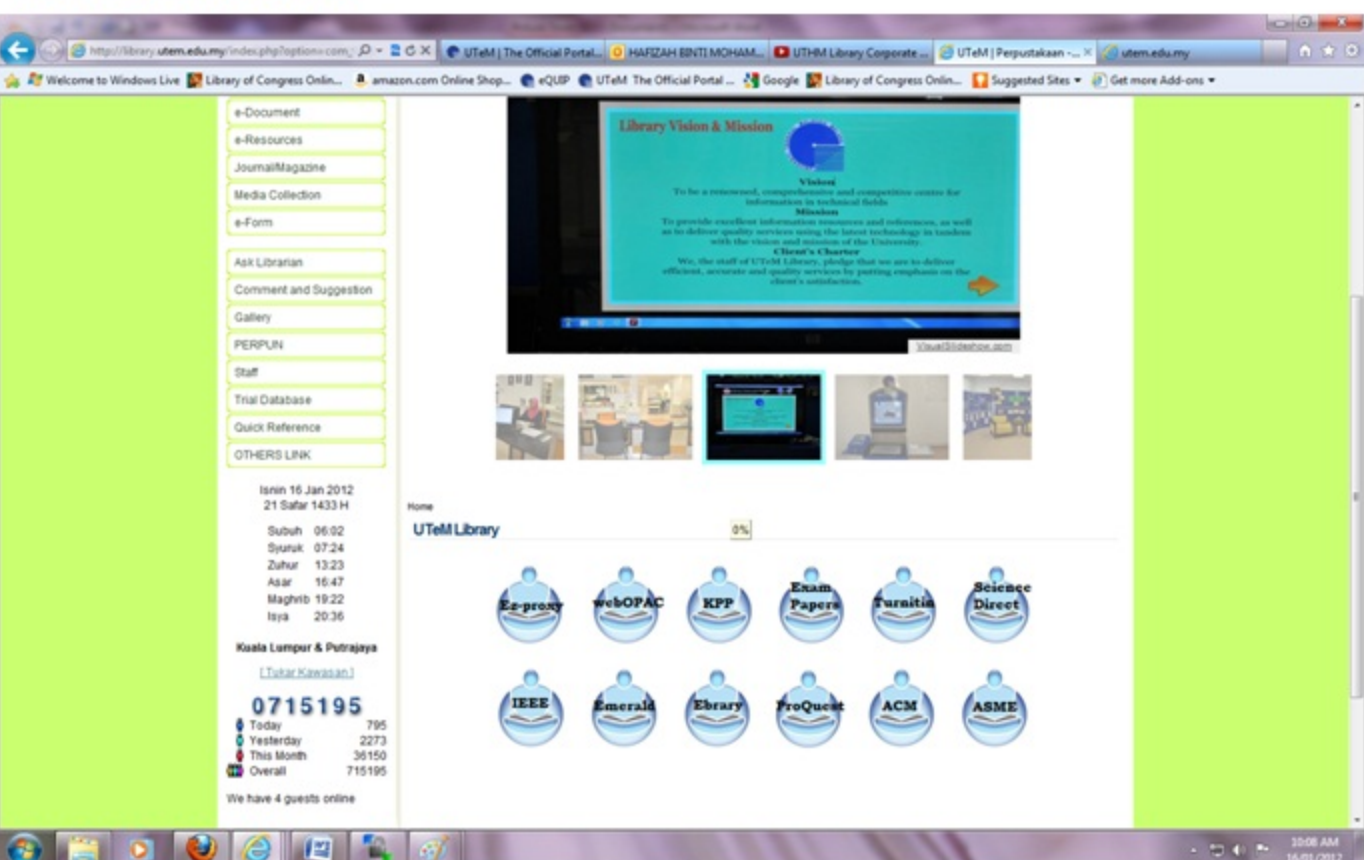 http://library.utem.edu.my/index.php?option=com_
UTeM | The Official Portal...
HAFIZAH BINTI MOHAM...
UTHM Library Corporate ...
UTeM | Perpustakaan -...
utem.edu.my
Welcome to Windows Live
Library of Congress Onlin...
amazon.com Online Shop...
eQUIP
UTeM The Official Portal ...
Google
Library of Congress Onlin...
Suggested Sites
Get more Add-ons
e-Document
e-Resources
Journal/Magazine
Media Collection
e-Form
Ask Librarian
Comment and Suggestion
Gallery
PERPUN
Staff
Trial Database
Quick Reference
OTHERS LINK
Isnin 16 Jan 2012
21 Safar 1433 H
Subuh 06:02
Syuruk 07:24
Zuhur 13:23
Asar 16:47
Maghrib 19:22
Isya 20:36
Kuala Lumpur & Putrajaya
[ Tukar Kawasan ]
0715195
Today 795
Yesterday 2273
This Month 36150
Overall 715195
We have 4 guests online
Library Vision & Mission
Vision
To be a renowned, comprehensive and competitive centre for
information in technical fields
Mission
To provide excellent information resources and references, as well
as to deliver quality services using the latest technology in tandem
with the vision and mission of the University.
Client's Charter
We, the staff of UTeM Library, pledge that we are to deliver
efficient, accurate and quality services by putting emphasis on the
client's satisfaction.
VisualSlideshow.com
Home
UTeM Library
0%
Ez-proxy
webOPAC
KPP
Exam
Papers
Turnitin
Science
Direct
IEEE
Emerald
Ebrary
ProQuest
ACM
ASME
10:08 AM
16/01/2012